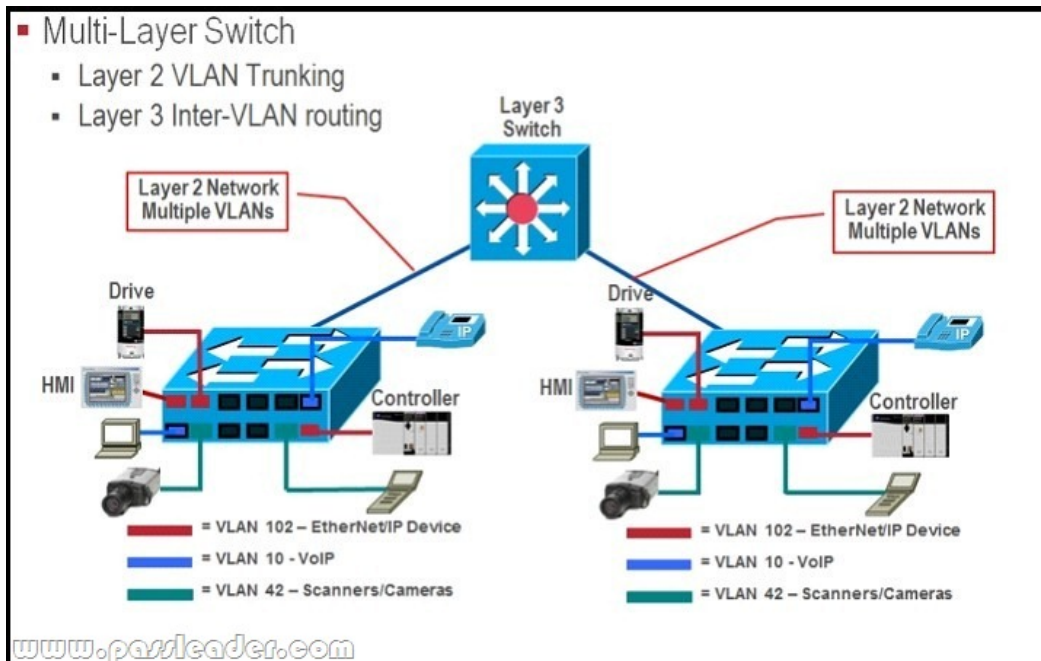 Multi-Layer Switch
Layer 2 VLAN Trunking
Layer 3 Inter-VLAN routing
Layer 3
Switch
Layer 2 Network
Multiple VLANs
Layer 2 Network
Multiple VLANs
Drive
IP
HMI
Controller
Drive
IP
HMI
Controller
= VLAN 102 – EtherNet/IP Device
= VLAN 10 - VoIP
= VLAN 42 – Scanners/Cameras
= VLAN 102 – EtherNet/IP Device
= VLAN 10 - VoIP
= VLAN 42 – Scanners/Cameras
www.passleader.com